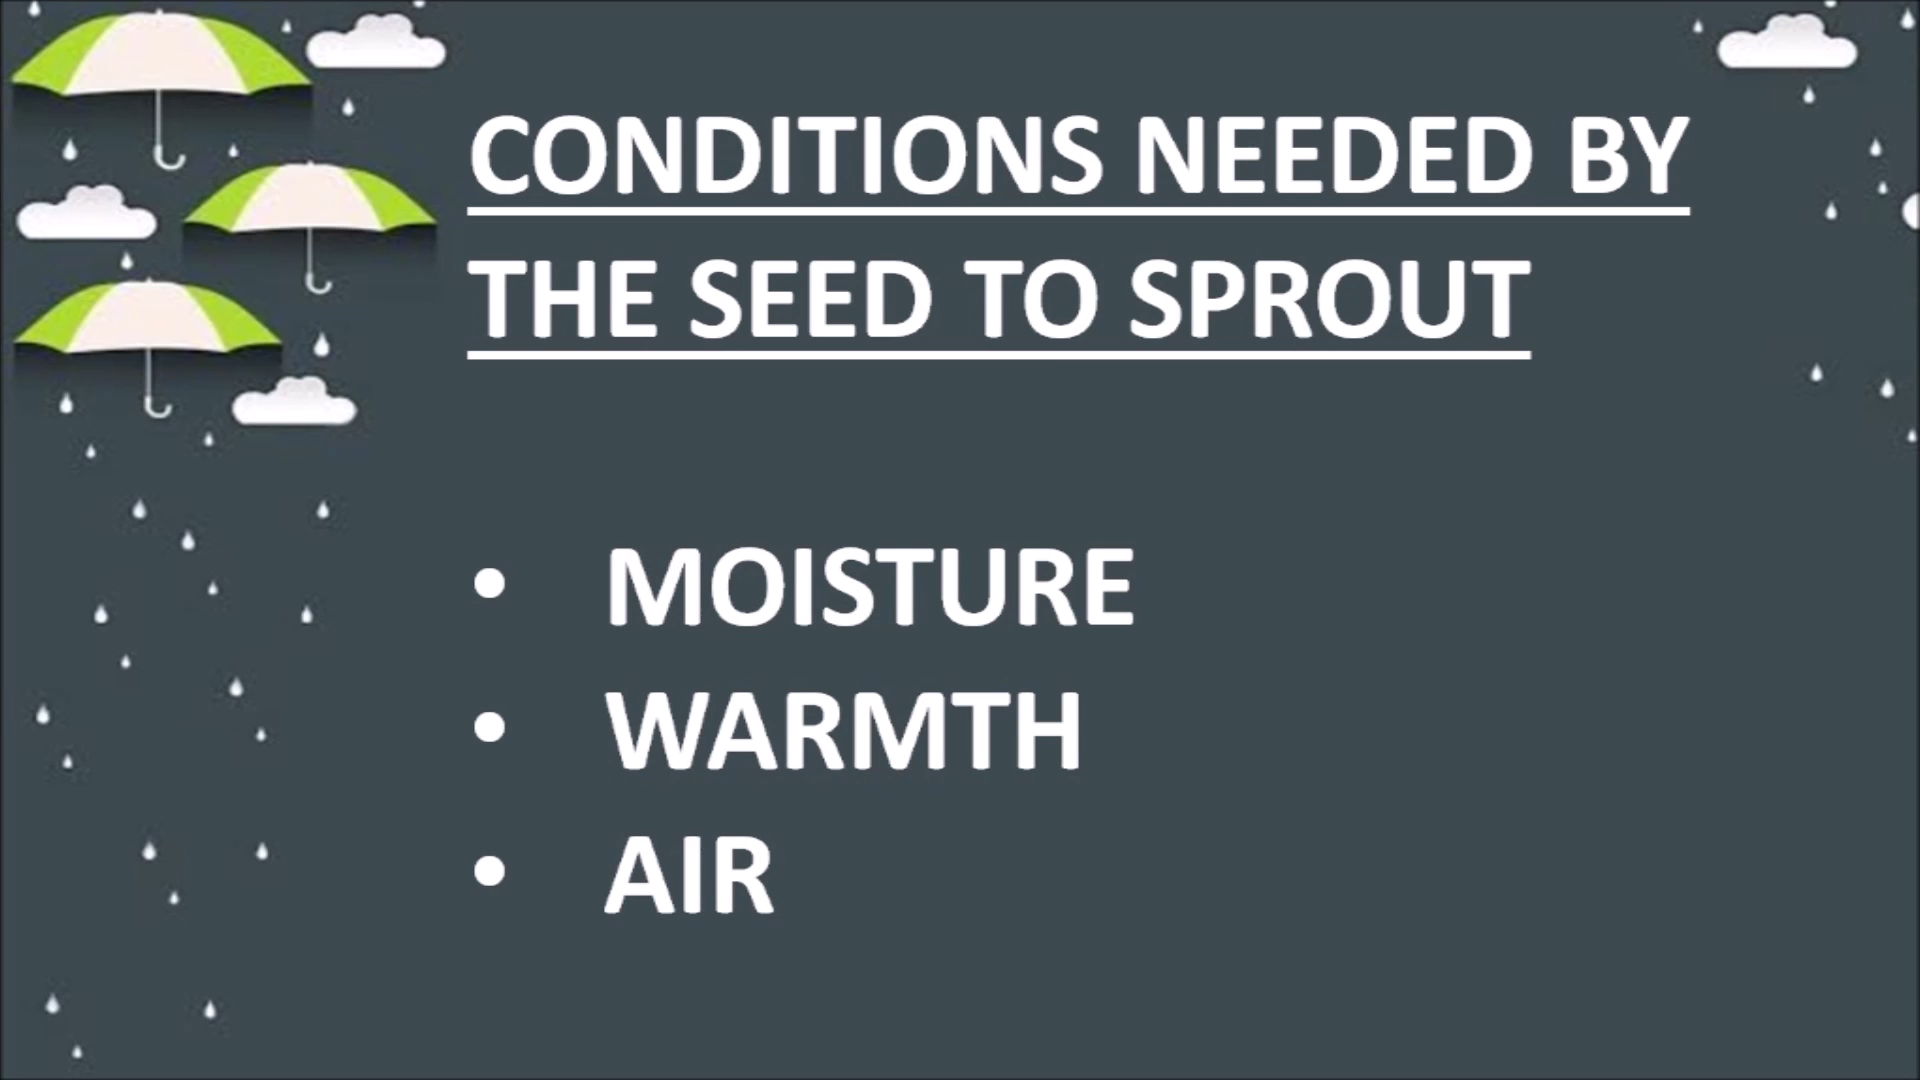 CONDITIONS NEEDED BY
THE SEED TO SPROUT
• MOISTURE
• WARMTH
• AIR